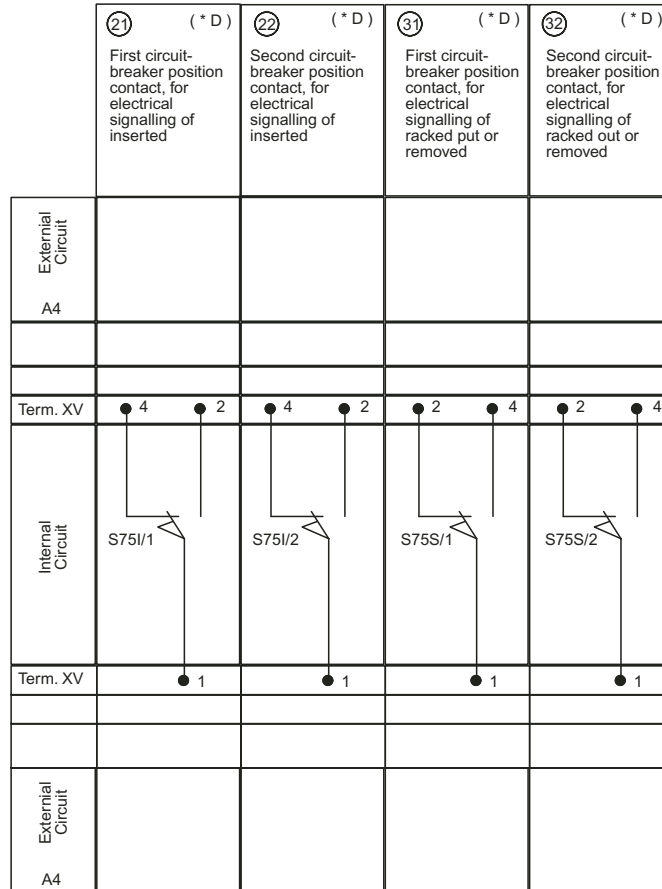 21 ( * D )
First circuit-
breaker position
contact, for
electrical
signalling of
inserted
22 ( * D )
Second circuit-
breaker position
contact, for
electrical
signalling of
inserted
31 ( * D )
First circuit-
breaker position
contact, for
electrical
signalling of
racked put or
removed
32 ( * D )
Second circuit-
breaker position
contact, for
electrical
signalling of
racked out or
removed
Externial
Circuit
A4
Term. XV 4 2 4 2 2 4 2 4
Internal
Circuit
S75I/1 S75I/2 S75S/1 S75S/2
Term. XV 1 1 1 1
Externial
Circuit
A4